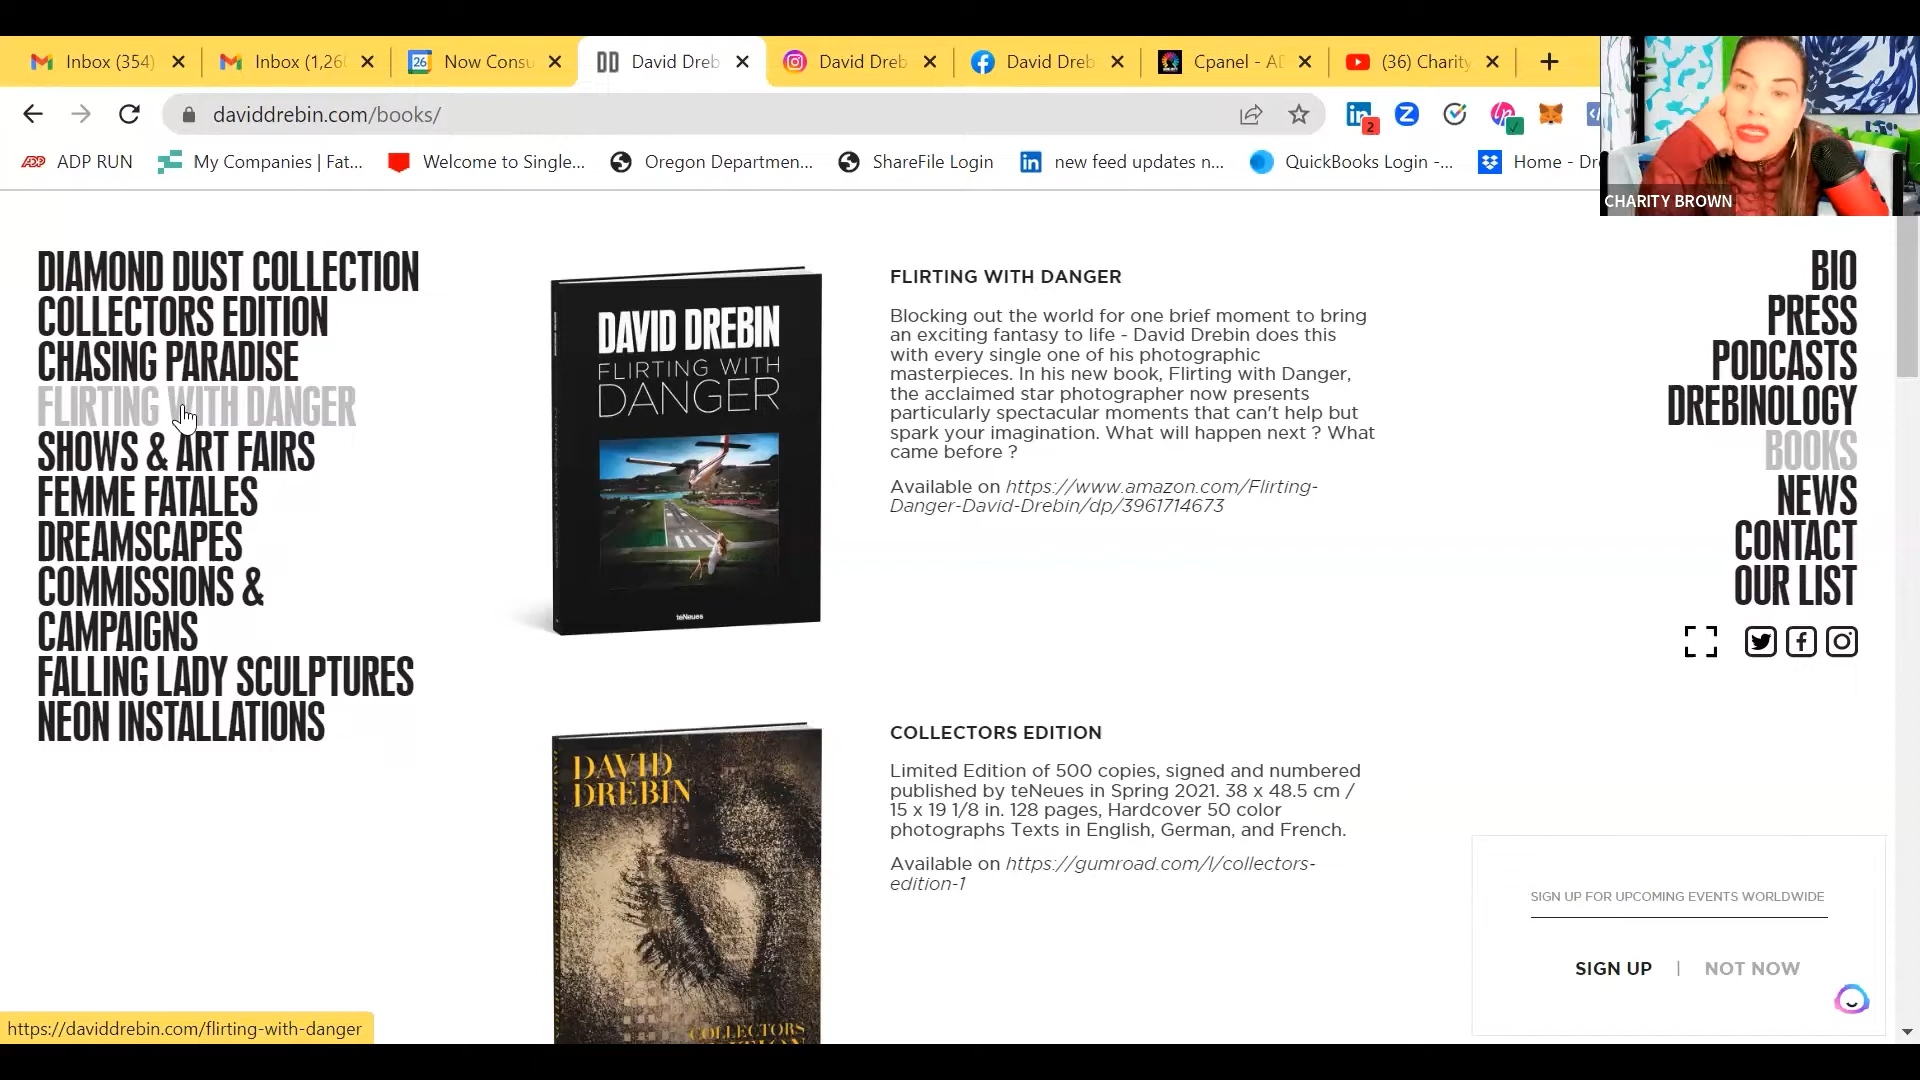 Inbox (354)
Inbox (1,26
Now Consu
David Dreb
David Dreb
David Dreb
Cpanel - AD
(36) Charity
daviddrebin.com/books/
2
ADP RUN
My Companies | Fat...
Welcome to Single...
Oregon Departmen...
ShareFile Login
new feed updates n...
QuickBooks Login -...
Home - Dr
CHARITY BROWN
DIAMOND DUST COLLECTION
COLLECTORS EDITION
CHASING PARADISE
FLIRTING WITH DANGER
SHOWS & ART FAIRS
FEMME FATALES
DREAMSCAPES
COMMISSIONS &
CAMPAIGNS
FALLING LADY SCULPTURES
NEON INSTALLATIONS
DAVID DREBIN
FLIRTING WITH
DANGER
teNeues
FLIRTING WITH DANGER
Blocking out the world for one brief moment to bring
an exciting fantasy to life - David Drebin does this
with every single one of his photographic
masterpieces. In his new book, Flirting with Danger,
the acclaimed star photographer now presents
particularly spectacular moments that can't help but
spark your imagination. What will happen next ? What
came before ?
Available on https://www.amazon.com/Flirting-
Danger-David-Drebin/dp/3961714673
DAVID
DREBIN
COLLECTORS
EDITION
COLLECTORS EDITION
Limited Edition of 500 copies, signed and numbered
published by teNeues in Spring 2021. 38 x 48.5 cm /
15 x 19 1/8 in. 128 pages, Hardcover 50 color
photographs Texts in English, German, and French.
Available on https://gumroad.com/l/collectors-
edition-1
BIO
PRESS
PODCASTS
DREBINOLOGY
BOOKS
NEWS
CONTACT
OUR LIST
SIGN UP FOR UPCOMING EVENTS WORLDWIDE
SIGN UP | NOT NOW
https://daviddrebin.com/flirting-with-danger